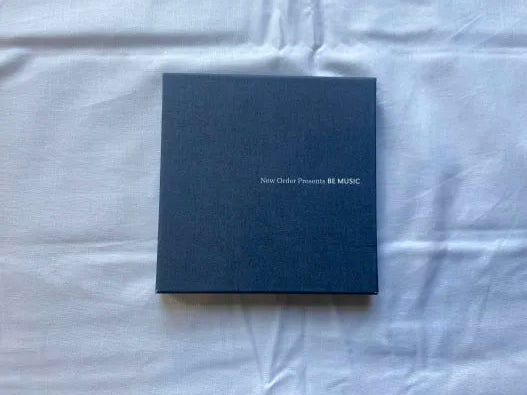 New Order Presents BE MUSIC